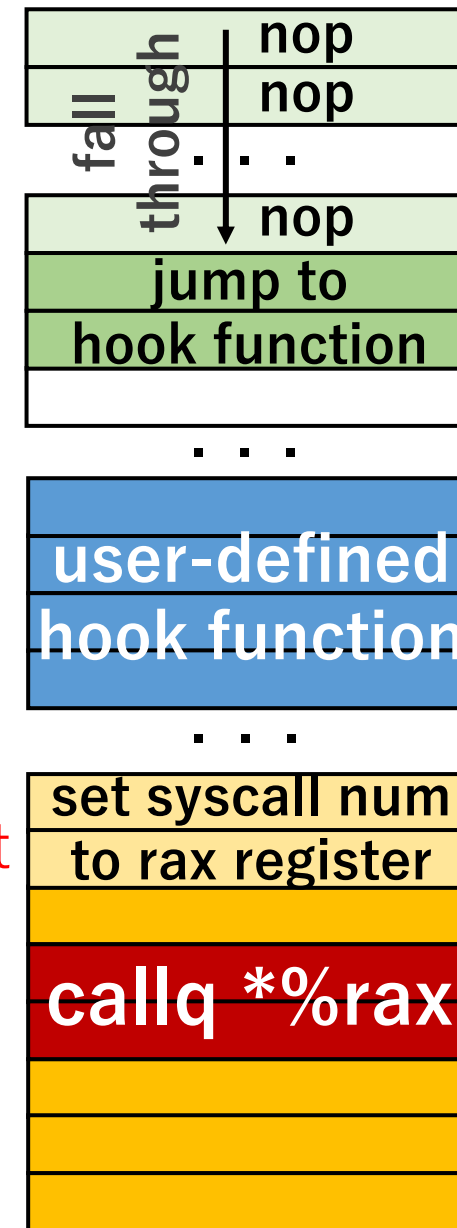 nop
nop
fall
through
. . .
nop
jump to
hook function
. . .
user-defined
hook function
. . .
set syscall num
to rax register
t
callq *%rax